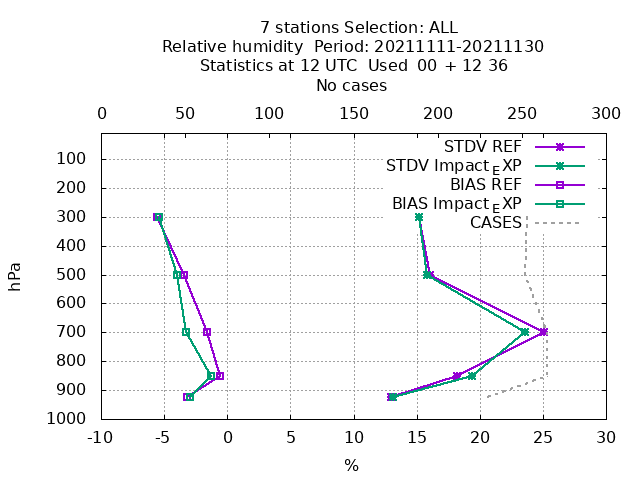 7 stations Selection: ALL
Relative humidity  Period: 20211111-20211130
Statistics at 12 UTC  Used  00 + 12 36
No cases
0 50 100 150 200 250 300
STDV REF
STDV Impact_EXP
BIAS REF
BIAS Impact_EXP
CASES
100
200
300
400
500
600
700
800
900
1000
hPa
-10 -5 0 5 10 15 20 25 30
%